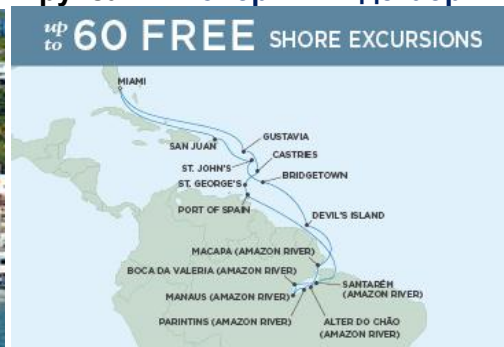 up to 60 FREE SHORE EXCURSIONS
MIAMI
SAN JUAN
GUSTAVIA
ST. JOHN'S
CASTRIES
BRIDGETOWN
ST. GEORGE'S
PORT OF SPAIN
DEVIL'S ISLAND
MACAPA (AMAZON RIVER)
BOCA DA VALERIA (AMAZON RIVER)
SANTARÉM
(AMAZON RIVER)
MANAUS (AMAZON RIVER)
PARINTINS (AMAZON RIVER)
ALTER DO CHÃO
(AMAZON RIVER)